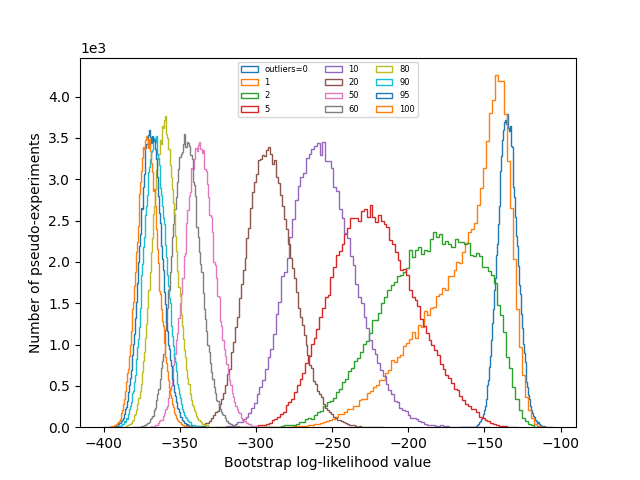 1e3
4.0
3.5
3.0
2.5
2.0
1.5
1.0
0.5
0.0
Number of pseudo-experiments
outliers=0 10 80
1 20 90
2 50 95
5 60 100
−400 −350 −300 −250 −200 −150 −100
Bootstrap log-likelihood value